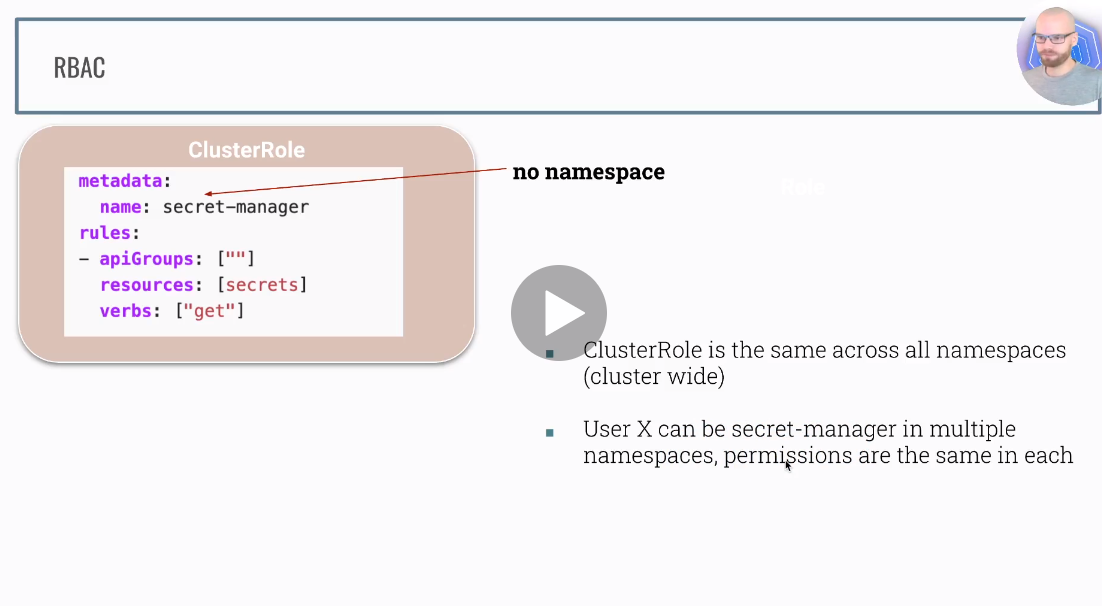 RBAC
ClusterRole
metadata:
name: secret-manager
rules:
- apiGroups: [""]
resources: [secrets]
verbs: ["get"]
no namespace
Role
ClusterRole is the same across all namespaces
(cluster wide)
User X can be secret-manager in multiple
namespaces, permissions are the same in each